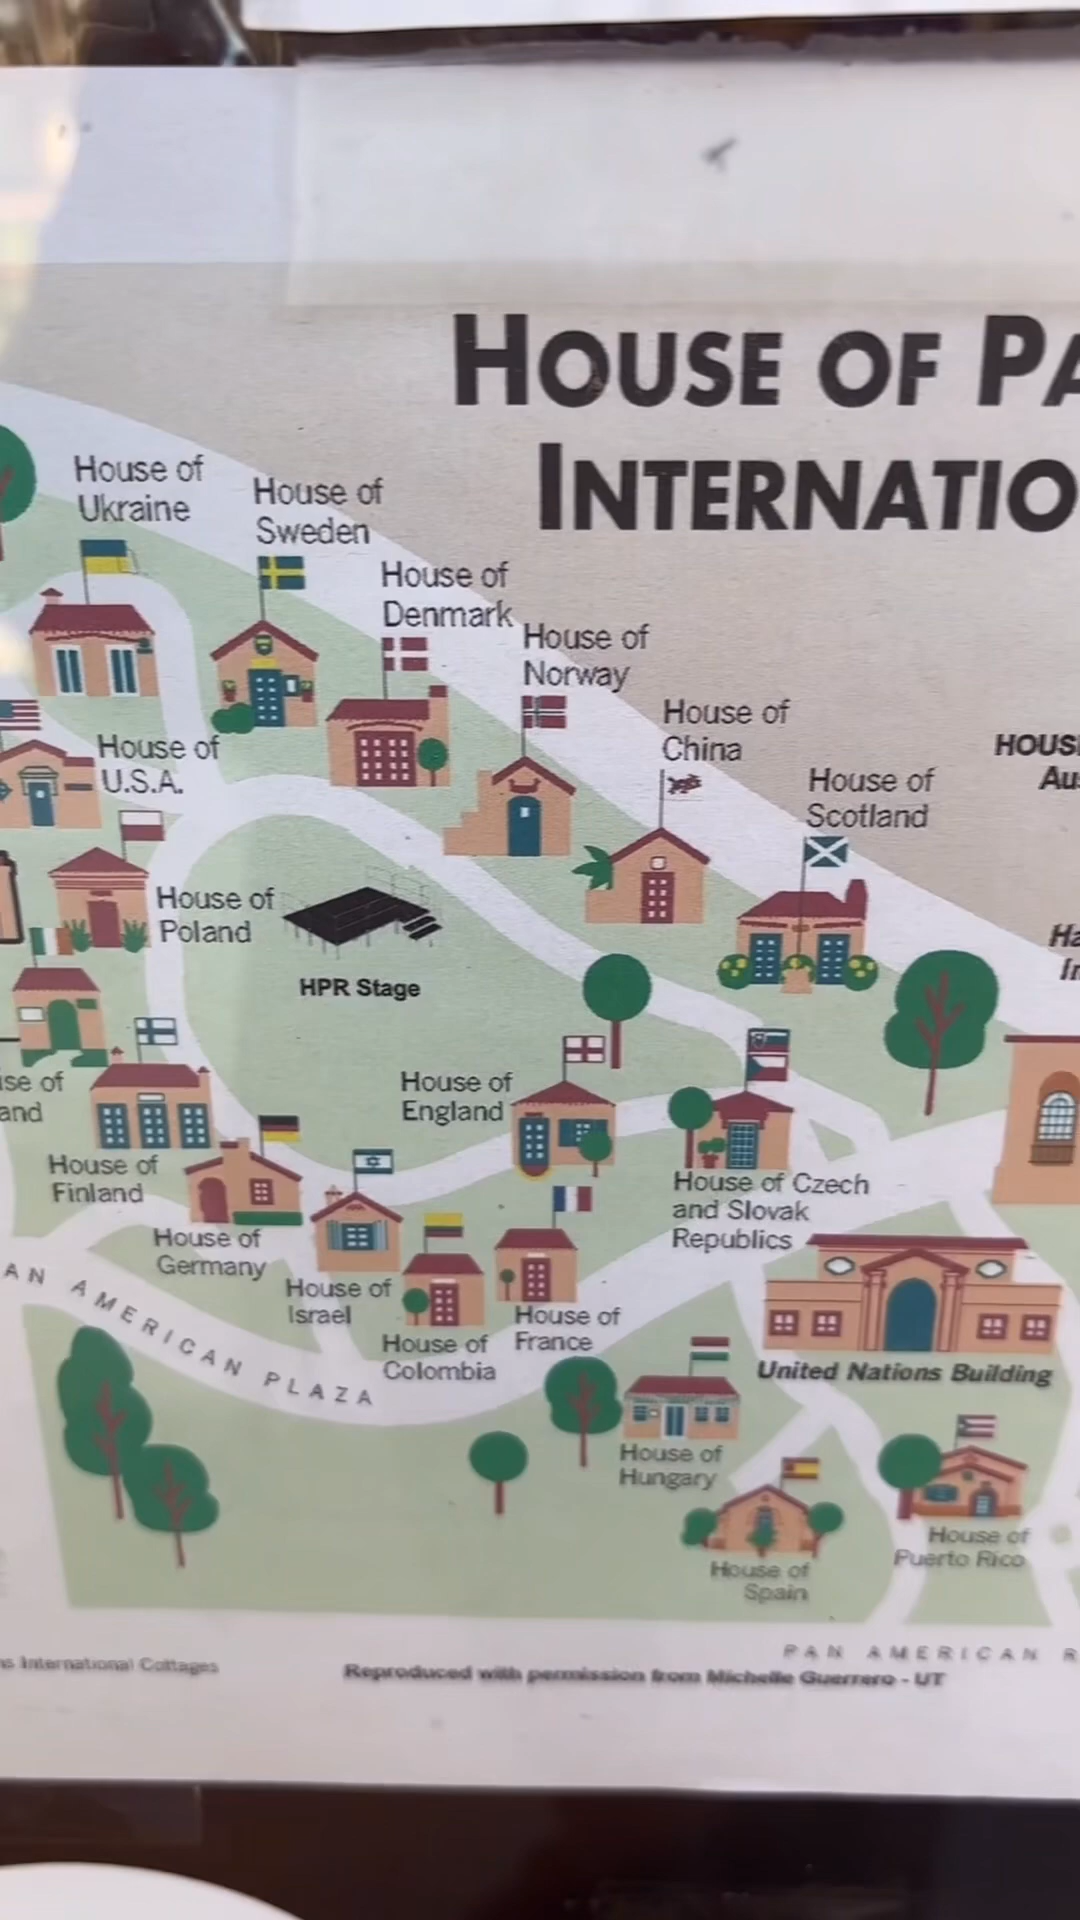 HOUSE OF PA
INTERNATIO
House of
Ukraine
House of
Sweden
House of
Denmark
House of
Norway
House of
China
House of
Scotland
HOUS
Au
Ha
In
House of
U.S.A.
House of
Poland
HPR Stage
se of
and
House of
England
House of
Finland
House of
Germany
House of
Israel
House of
Colombia
House of
France
House of Czech
and Slovak
Republics
United Nations Building
House of
Hungary
House of
Spain
House of
Puerto Rico
AN AMERICAN PLAZA
PAN AMERICAN R
ns International Cottages
Reproduced with permission from Michelle Guerrero - UT